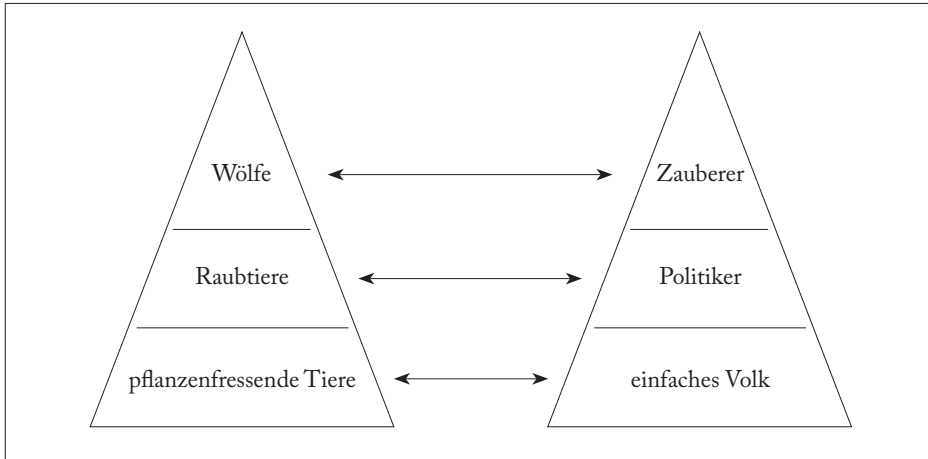 Wölfe
Zauberer
Raubtiere
Politiker
pflanzenfressende Tiere
einfaches Volk